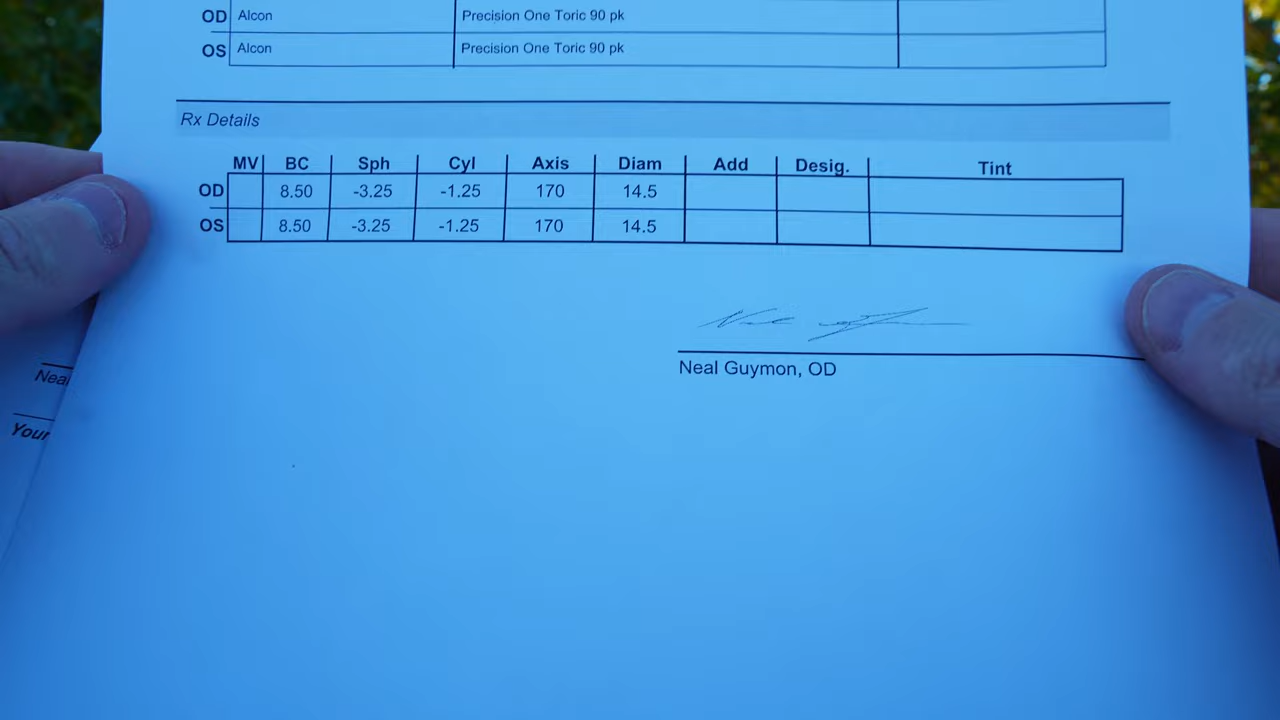 OD Alcon Precision One Toric 90 pk
OS Alcon Precision One Toric 90 pk
Rx Details
MV BC Sph Cyl Axis Diam Add Desig. Tint
OD 8.50 -3.25 -1.25 170 14.5
OS 8.50 -3.25 -1.25 170 14.5
Neal Guymon, OD
Neal
Your